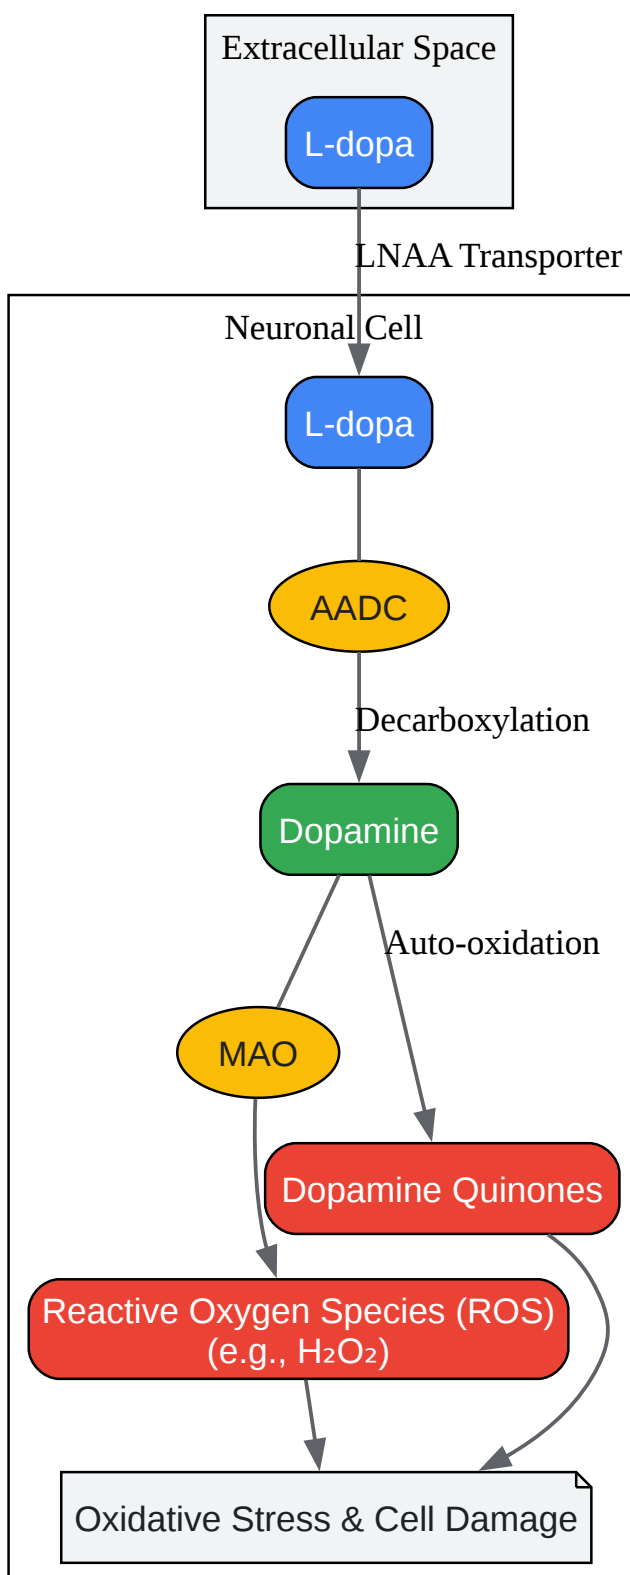 Extracellular Space
L-dopa
LNAA Transporter
Neuronal Cell
L-dopa
AADC
Decarboxylation
Dopamine
Auto-oxidation
MAO
Dopamine Quinones
Reactive Oxygen Species (ROS)
(e.g., H₂O₂)
Oxidative Stress & Cell Damage